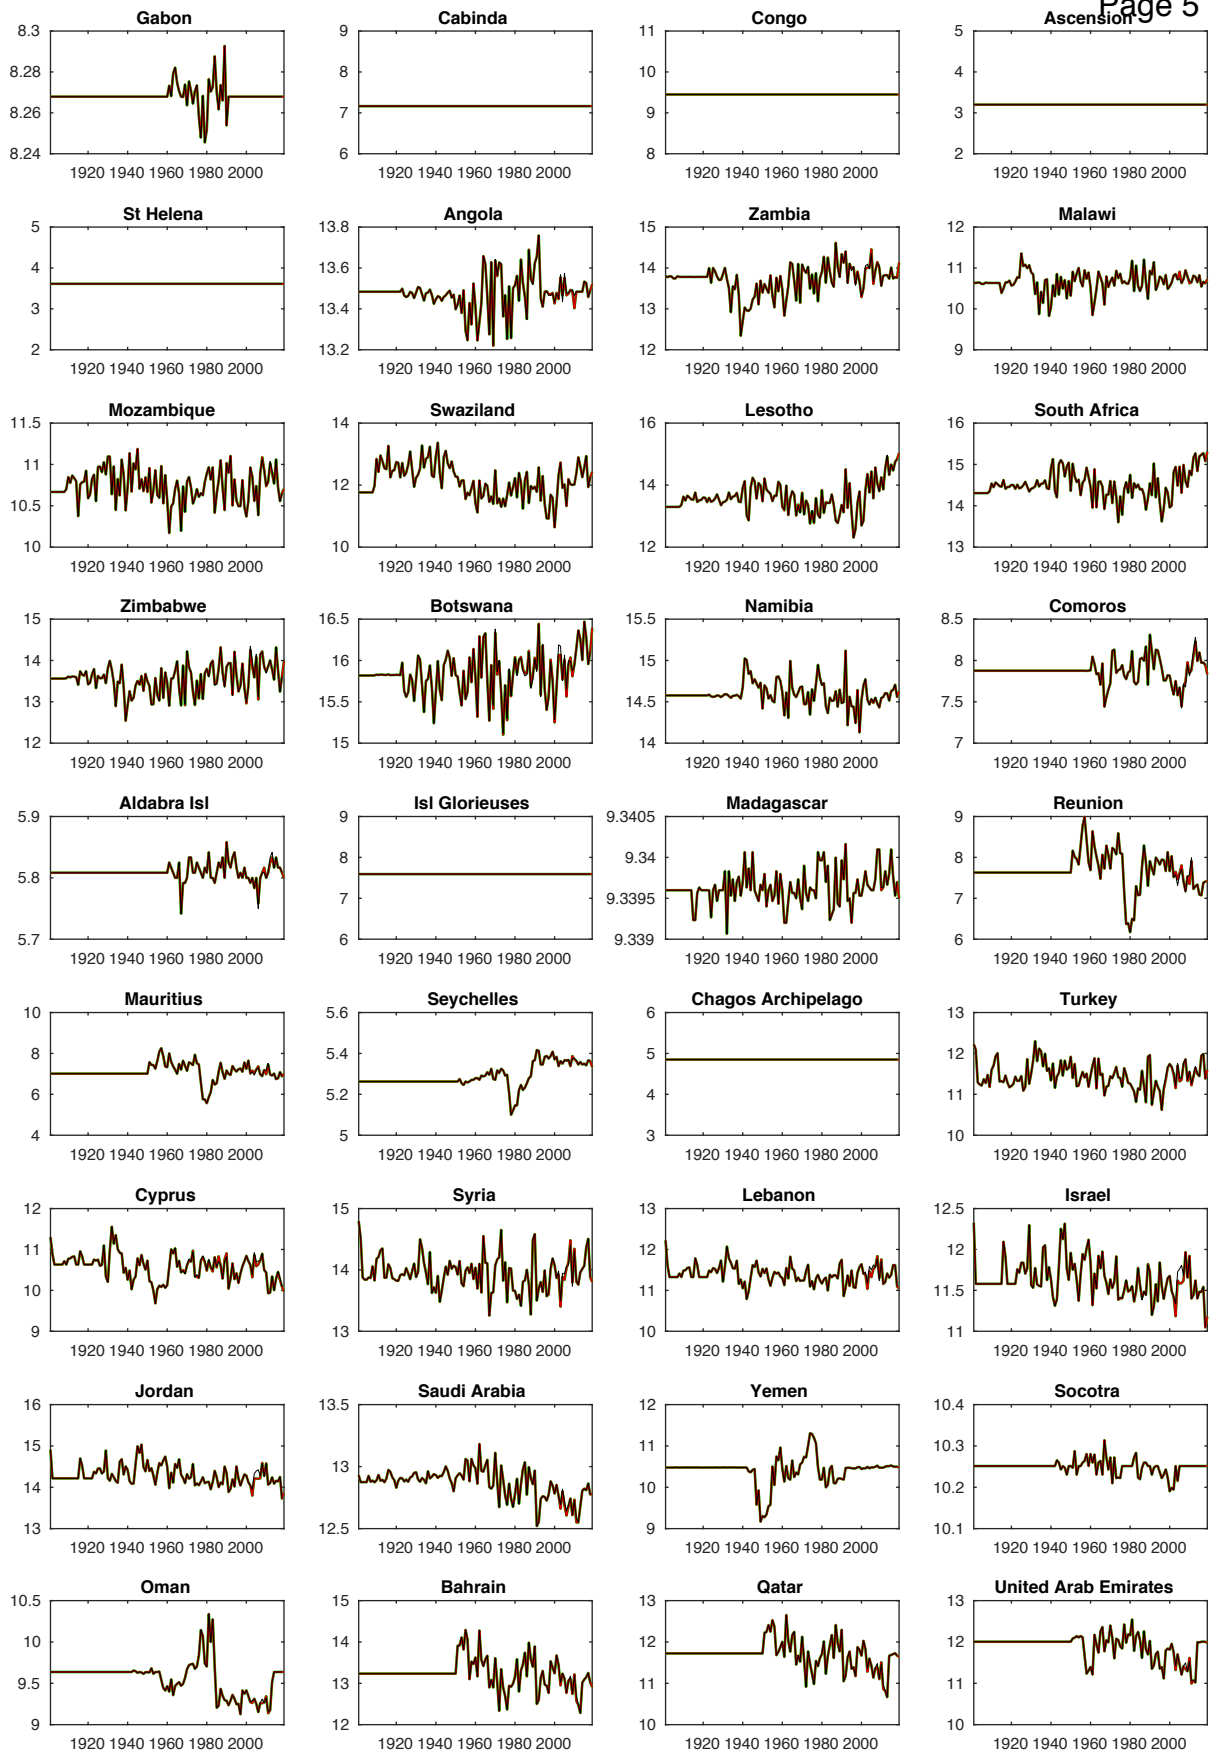 Page 5
Gabon Cabinda Congo Ascension
8.3 9 11 5
8.28 8 10 4
8.26 7 9 3
8.24 6 8 2
1920 1940 1960 1980 2000 1920 1940 1960 1980 2000 1920 1940 1960 1980 2000 1920 1940 1960 1980 2000
St Helena Angola Zambia Malawi
5 13.8 15 12
4 13.6 14 11
3 13.4 13 10
2 13.2 12 9
1920 1940 1960 1980 2000 1920 1940 1960 1980 2000 1920 1940 1960 1980 2000 1920 1940 1960 1980 2000
Mozambique Swaziland Lesotho South Africa
11.5 14 16 16
11 15
10.5 12 14 14
10 10 12 13
1920 1940 1960 1980 2000 1920 1940 1960 1980 2000 1920 1940 1960 1980 2000 1920 1940 1960 1980 2000
Zimbabwe Botswana Namibia Comoros
15 16.5 15.5 8.5
14 16 15 8
13 15.5 14.5 7.5
12 15 14 7
1920 1940 1960 1980 2000 1920 1940 1960 1980 2000 1920 1940 1960 1980 2000 1920 1940 1960 1980 2000
Aldabra Isl Isl Glorieuses Madagascar Reunion
5.9 9 9.3405 9
5.8 8 9.34 8
7 9.3395 7
5.7 6 9.339 6
1920 1940 1960 1980 2000 1920 1940 1960 1980 2000 1920 1940 1960 1980 2000 1920 1940 1960 1980 2000
Mauritius Seychelles Chagos Archipelago Turkey
10 5.6 6 13
8 5.4 5 12
6 5.2 4 11
4 5 3 10
1920 1940 1960 1980 2000 1920 1940 1960 1980 2000 1920 1940 1960 1980 2000 1920 1940 1960 1980 2000
Cyprus Syria Lebanon Israel
12 15 13 12.5
11 14 12 12
10 11 11.5
9 13 10 11
1920 1940 1960 1980 2000 1920 1940 1960 1980 2000 1920 1940 1960 1980 2000 1920 1940 1960 1980 2000
Jordan Saudi Arabia Yemen Socotra
16 13.5 12 10.4
15 13 11 10.3
14 10 10.2
13 12.5 9 10.1
1920 1940 1960 1980 2000 1920 1940 1960 1980 2000 1920 1940 1960 1980 2000 1920 1940 1960 1980 2000
Oman Bahrain Qatar United Arab Emirates
10.5 15 13 13
10 14 12 12
9.5 13 11 11
9 12 10 10
1920 1940 1960 1980 2000 1920 1940 1960 1980 2000 1920 1940 1960 1980 2000 1920 1940 1960 1980 2000